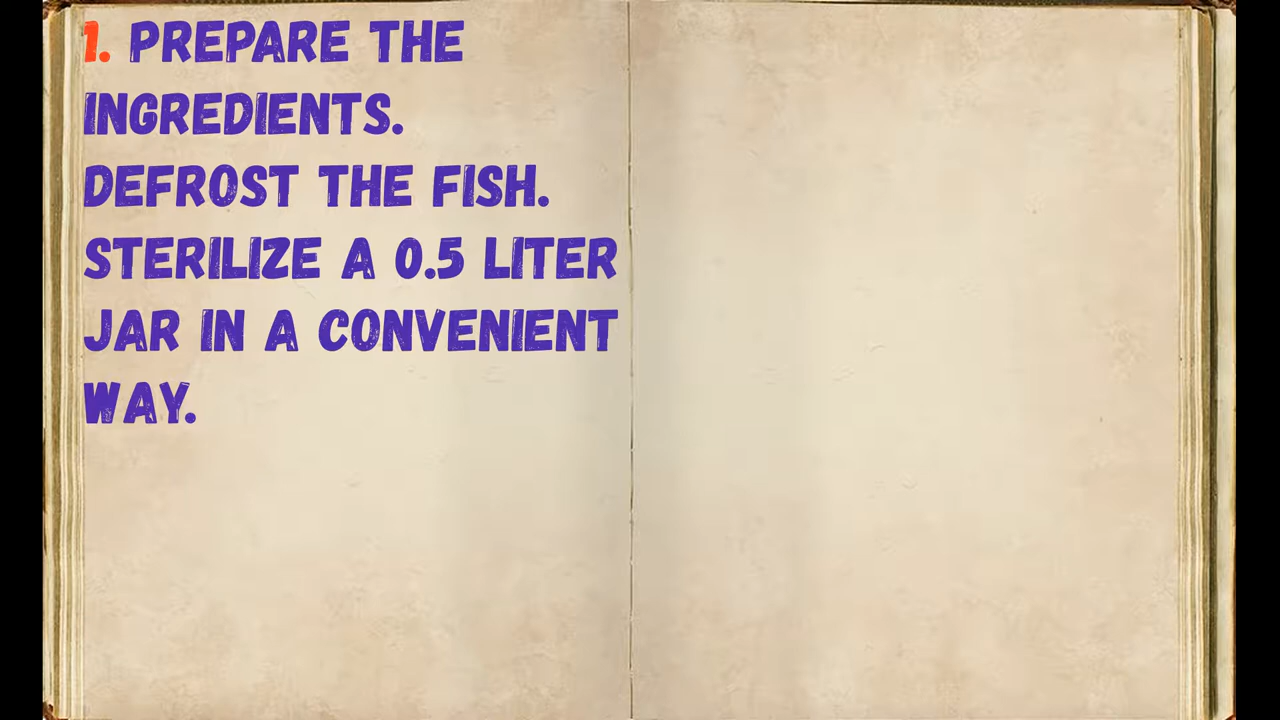 1. PREPARE THE
INGREDIENTS.
DEFROST THE FISH.
STERILIZE A 0.5 LITER
JAR IN A CONVENIENT
WAY.